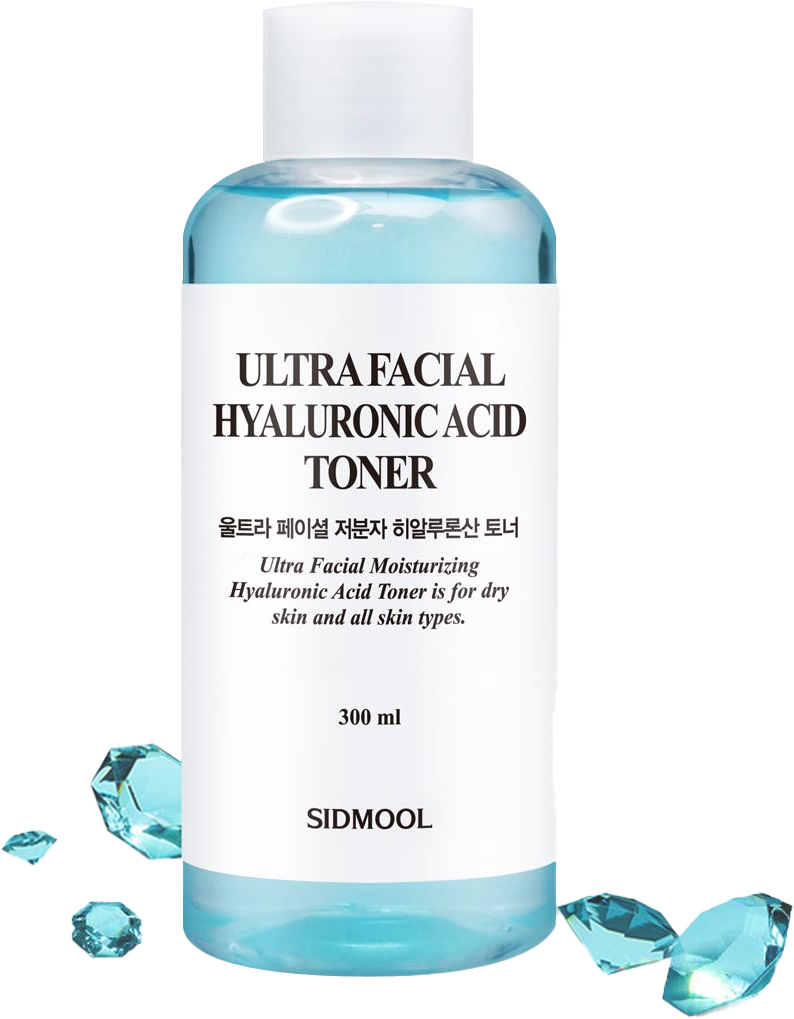 ULTRA FACIAL
HYALURONIC ACID
TONER
울트라 페이셜 저분자 히알루론산 토너
Ultra Facial Moisturizing
Hyaluronic Acid Toner is for dry
skin and all skin types.
300 ml
SIDMOOL